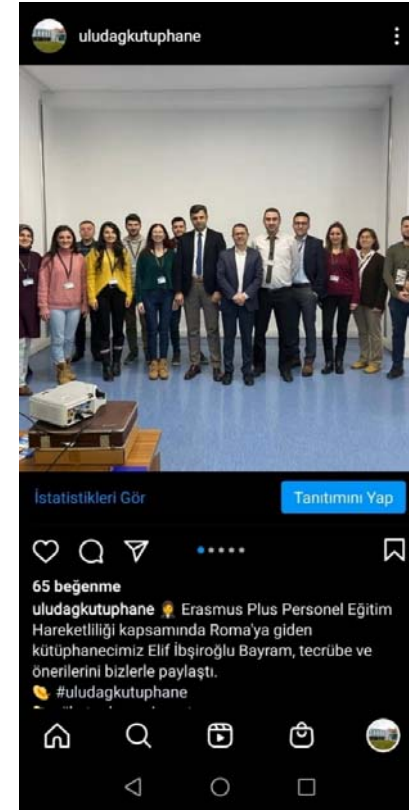 uludagkutuphane
İstatistikleri Gör
Tanıtımını Yap
65 beğenme
uludagkutuphane 🤵 Erasmus Plus Personel Eğitim
Hareketliliği kapsamında Roma'ya giden
kütüphanecimiz Elif İbşiroğlu Bayram, tecrübe ve
önerilerini bizlerle paylaştı.
👒 #uludagkutuphane